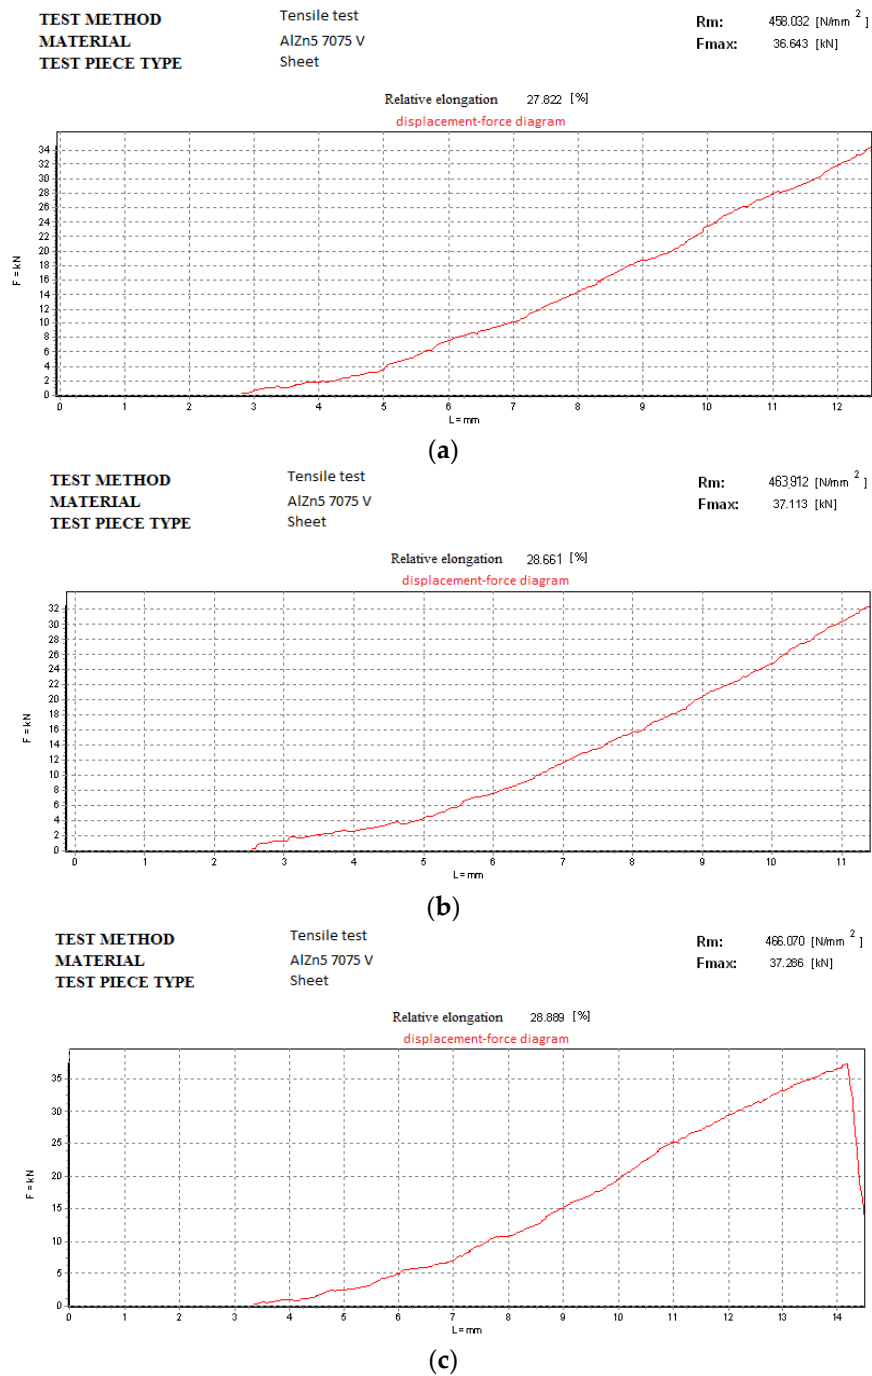 TEST METHOD Tensile test Rm: 458.032 [N/mm 2 ]
MATERIAL AlZn5 7075 V Fmax: 36.643 [kN]
TEST PIECE TYPE Sheet
Relative elongation 27.822 [%]
displacement-force diagram
34
32
30
28
26
24
22
20
18
16
14
12
10
8
6
4
2
0
F = kN
0 1 2 3 4 5 6 7 8 9 10 11 12
L = mm
(a)
TEST METHOD Tensile test Rm: 463,912 [N/mm 2 ]
MATERIAL AlZn5 7075 V Fmax: 37.113 [kN]
TEST PIECE TYPE Sheet
Relative elongation 28.661 [%]
displacement-force diagram
32
30
28
26
24
22
20
18
16
14
12
10
8
6
4
2
0
F = kN
0 1 2 3 4 5 6 7 8 9 10 11
L = mm
(b)
TEST METHOD Tensile test Rm: 466.070 [N/mm 2 ]
MATERIAL AlZn5 7075 V Fmax: 37.286 [kN]
TEST PIECE TYPE Sheet
Relative elongation 28.889 [%]
displacement-force diagram
35
30
25
20
15
10
5
0
F = kN
0 1 2 3 4 5 6 7 8 9 10 11 12 13 14
L = mm
(c)